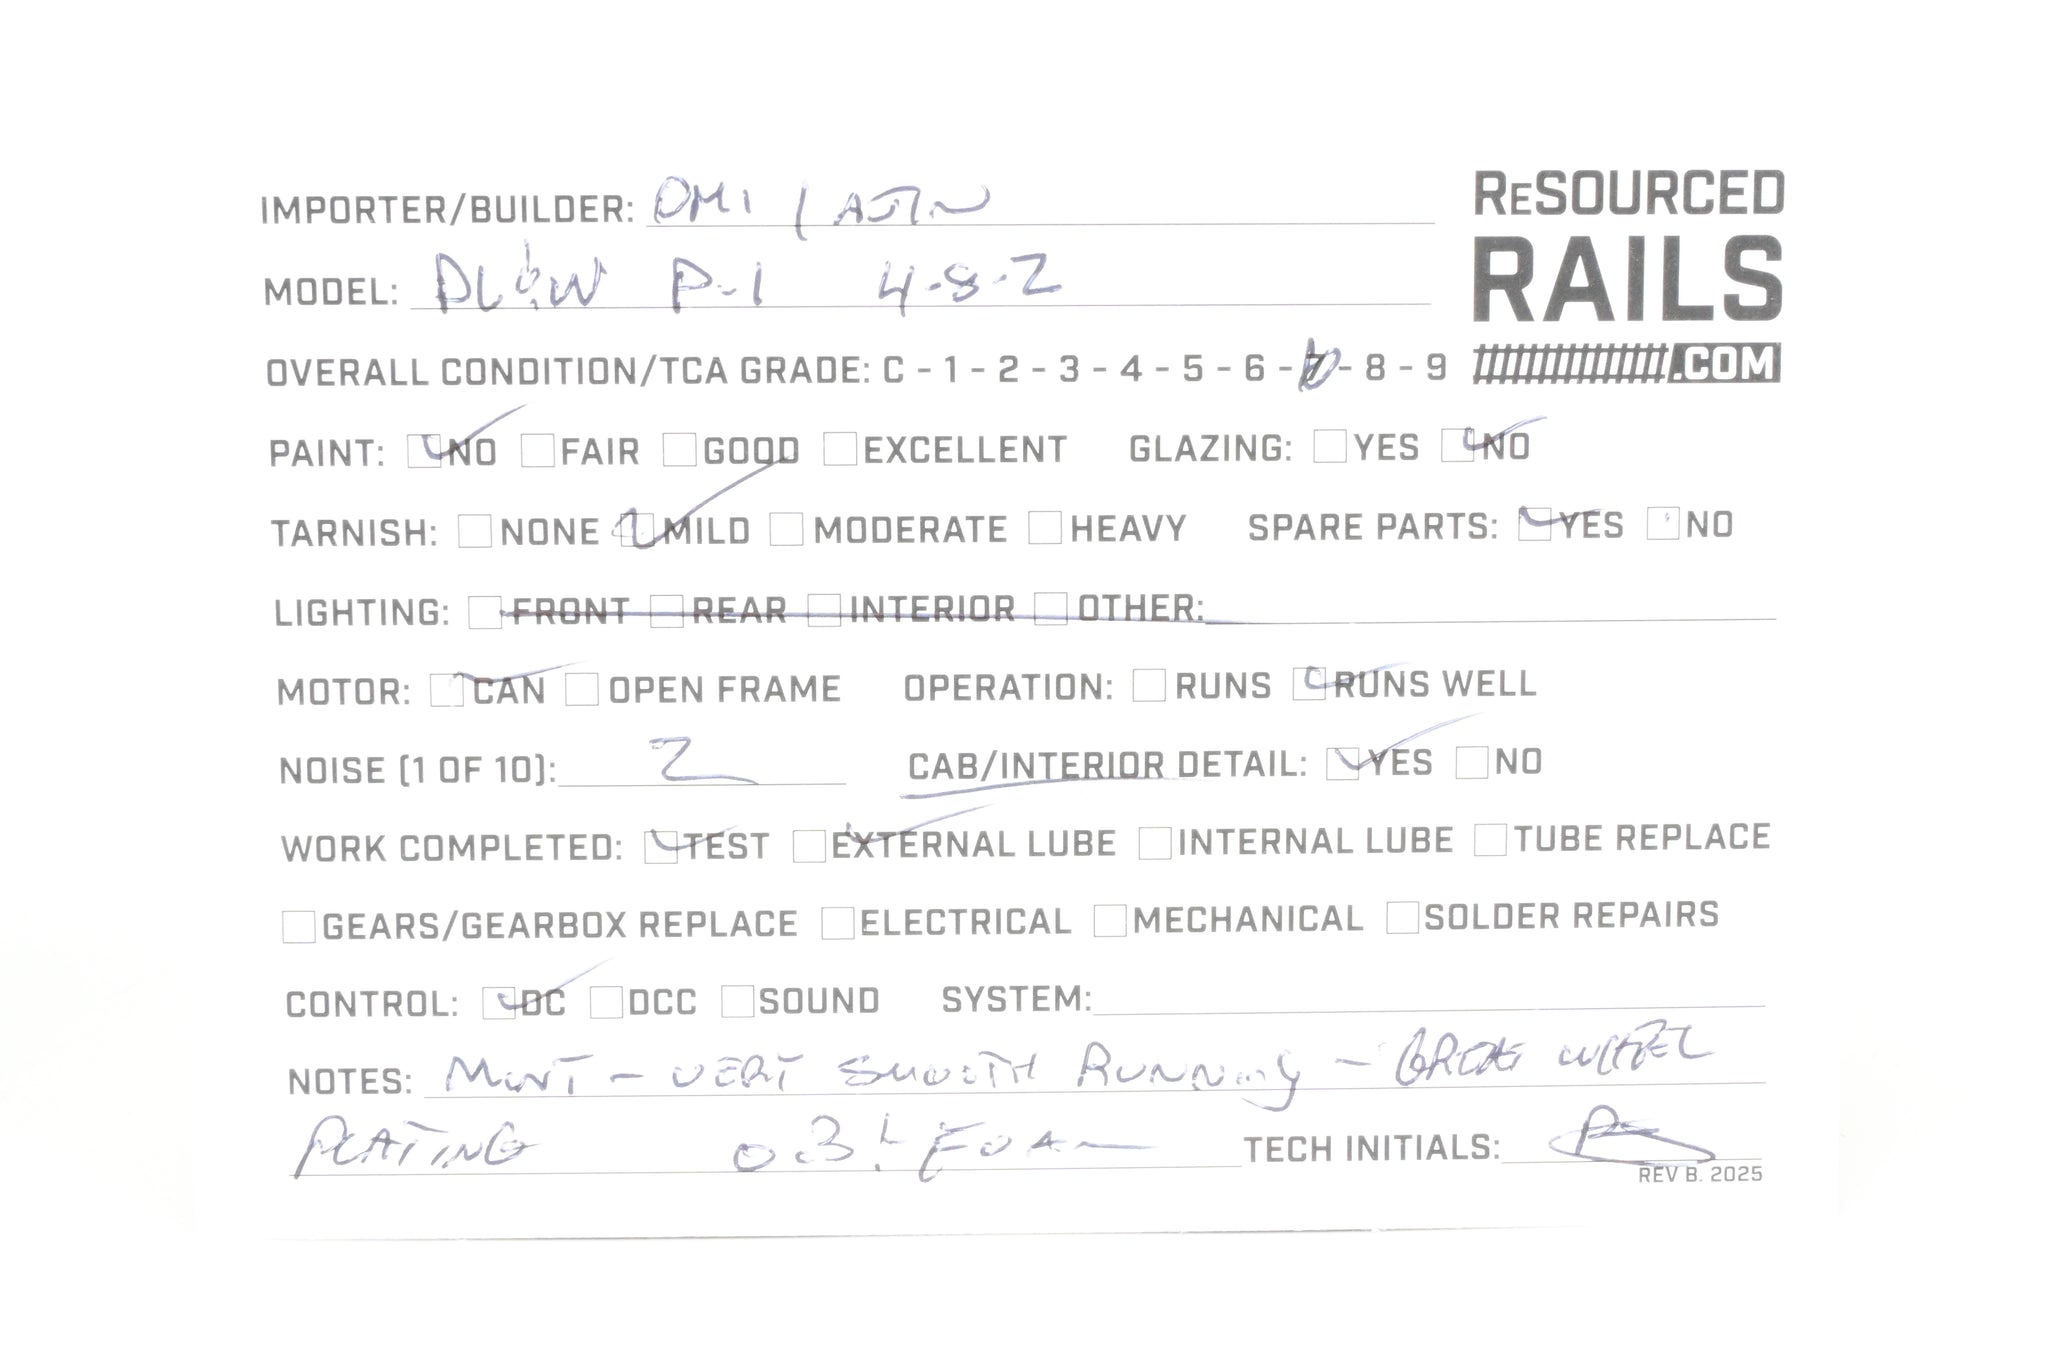 IMPORTER/BUILDER: OMI / AJIN
RESOURCED
RAILS
.COM
MODEL: DL&W P-1 4-8-2
OVERALL CONDITION/TCA GRADE: C - 1 - 2 - 3 - 4 - 5 - 6 - 7 - 8 - 9
PAINT: NO FAIR GOOD EXCELLENT GLAZING: YES NO
TARNISH: NONE MILD MODERATE HEAVY SPARE PARTS: YES NO
LIGHTING: FRONT REAR INTERIOR OTHER:
MOTOR: CAN OPEN FRAME OPERATION: RUNS RUNS WELL
NOISE (1 OF 10): 2 CAB/INTERIOR DETAIL: YES NO
WORK COMPLETED: TEST EXTERNAL LUBE INTERNAL LUBE TUBE REPLACE
GEARS/GEARBOX REPLACE ELECTRICAL MECHANICAL SOLDER REPAIRS
CONTROL: DC DCC SOUND SYSTEM:
NOTES: MINT - VERY SMOOTH RUNNING - GREAT WHEEL
PLATING FOAM TECH INITIALS:
REV B. 2025